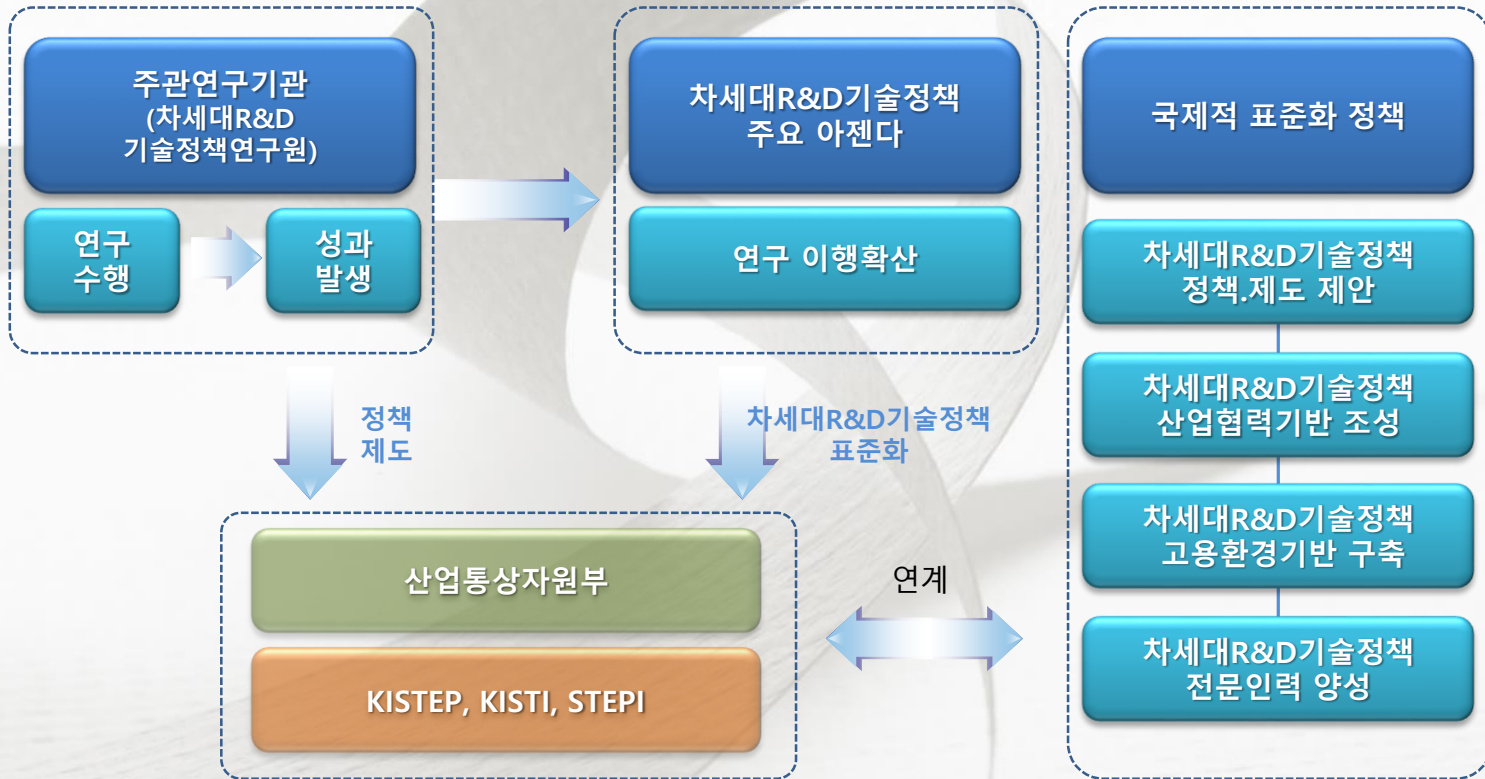 주관연구기관
(차세대R&D
기술정책연구원)
연구
수행
성과
발생
차세대R&D기술정책
주요 아젠다
연구 이행확산
국제적 표준화 정책
차세대R&D기술정책
정책.제도 제안
차세대R&D기술정책
산업협력기반 조성
차세대R&D기술정책
고용환경기반 구축
차세대R&D기술정책
전문인력 양성
정책
제도
차세대R&D기술정책
표준화
산업통상자원부
KISTEP, KISTI, STEPI
연계